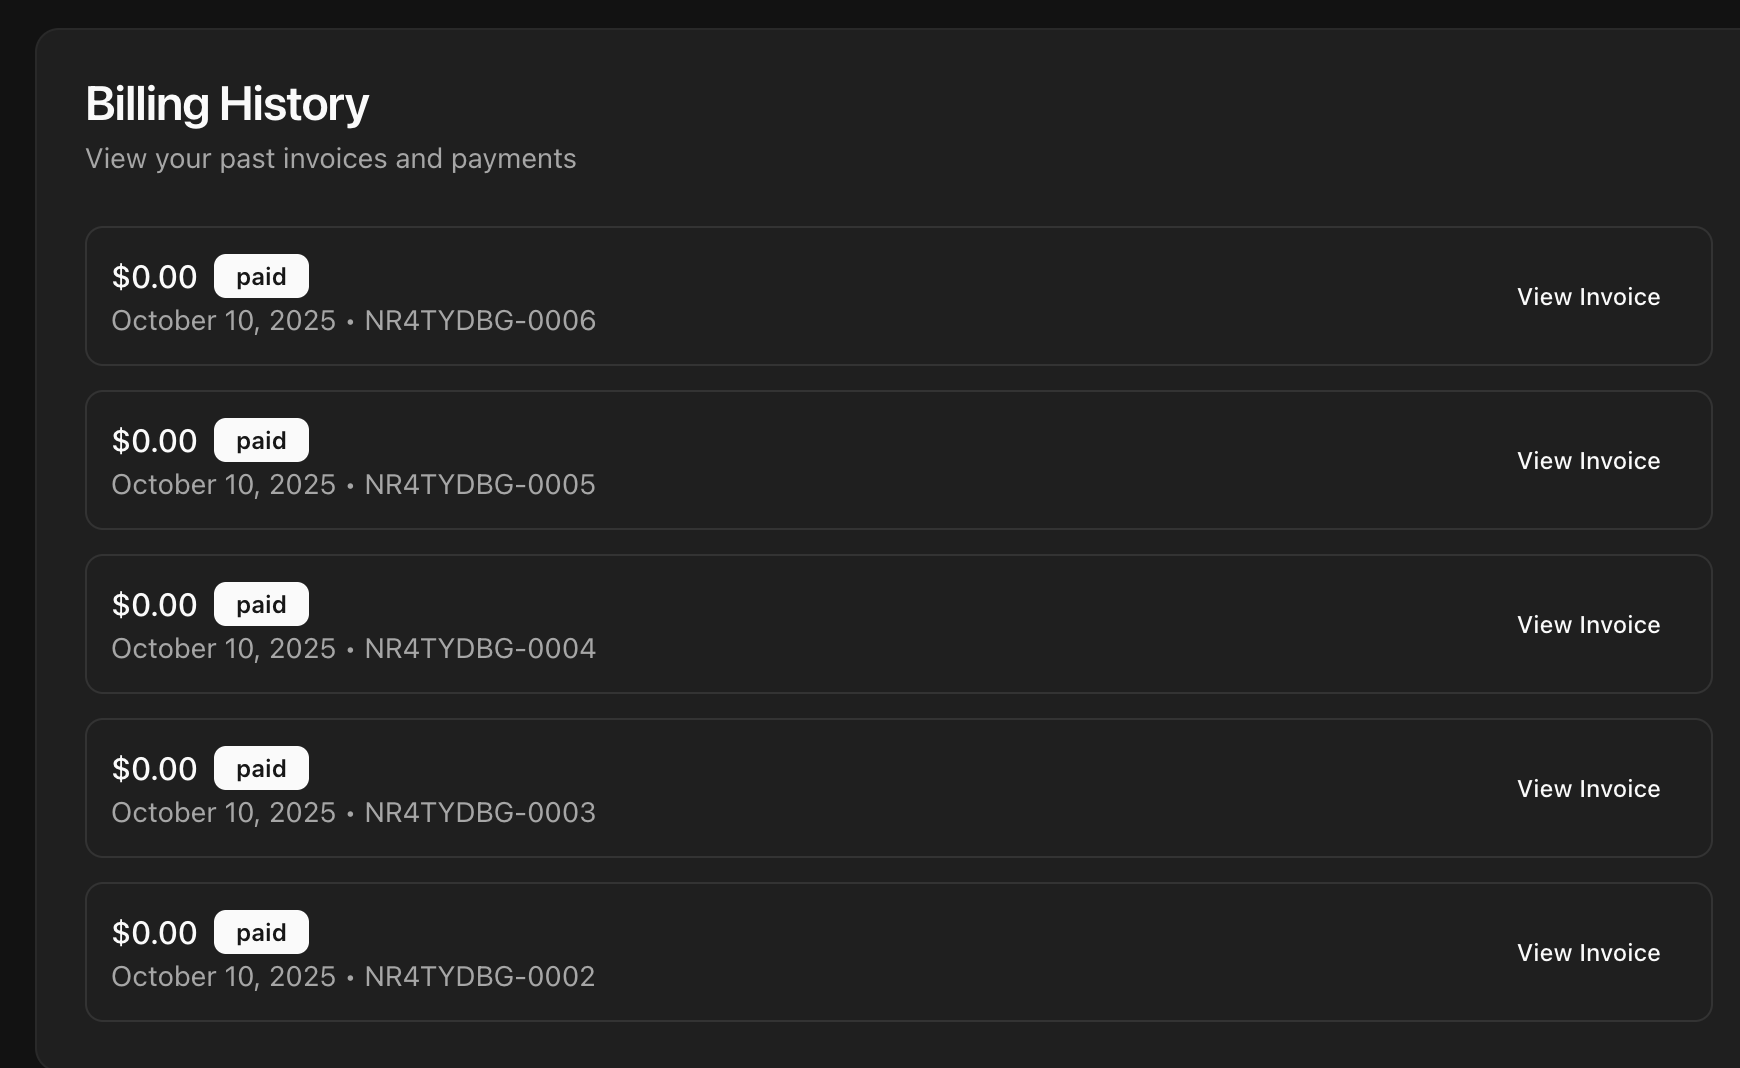 Billing History
View your past invoices and payments
$0.00 paid
October 10, 2025 • NR4TYDBG-0006
View Invoice
$0.00 paid
October 10, 2025 • NR4TYDBG-0005
View Invoice
$0.00 paid
October 10, 2025 • NR4TYDBG-0004
View Invoice
$0.00 paid
October 10, 2025 • NR4TYDBG-0003
View Invoice
$0.00 paid
October 10, 2025 • NR4TYDBG-0002
View Invoice